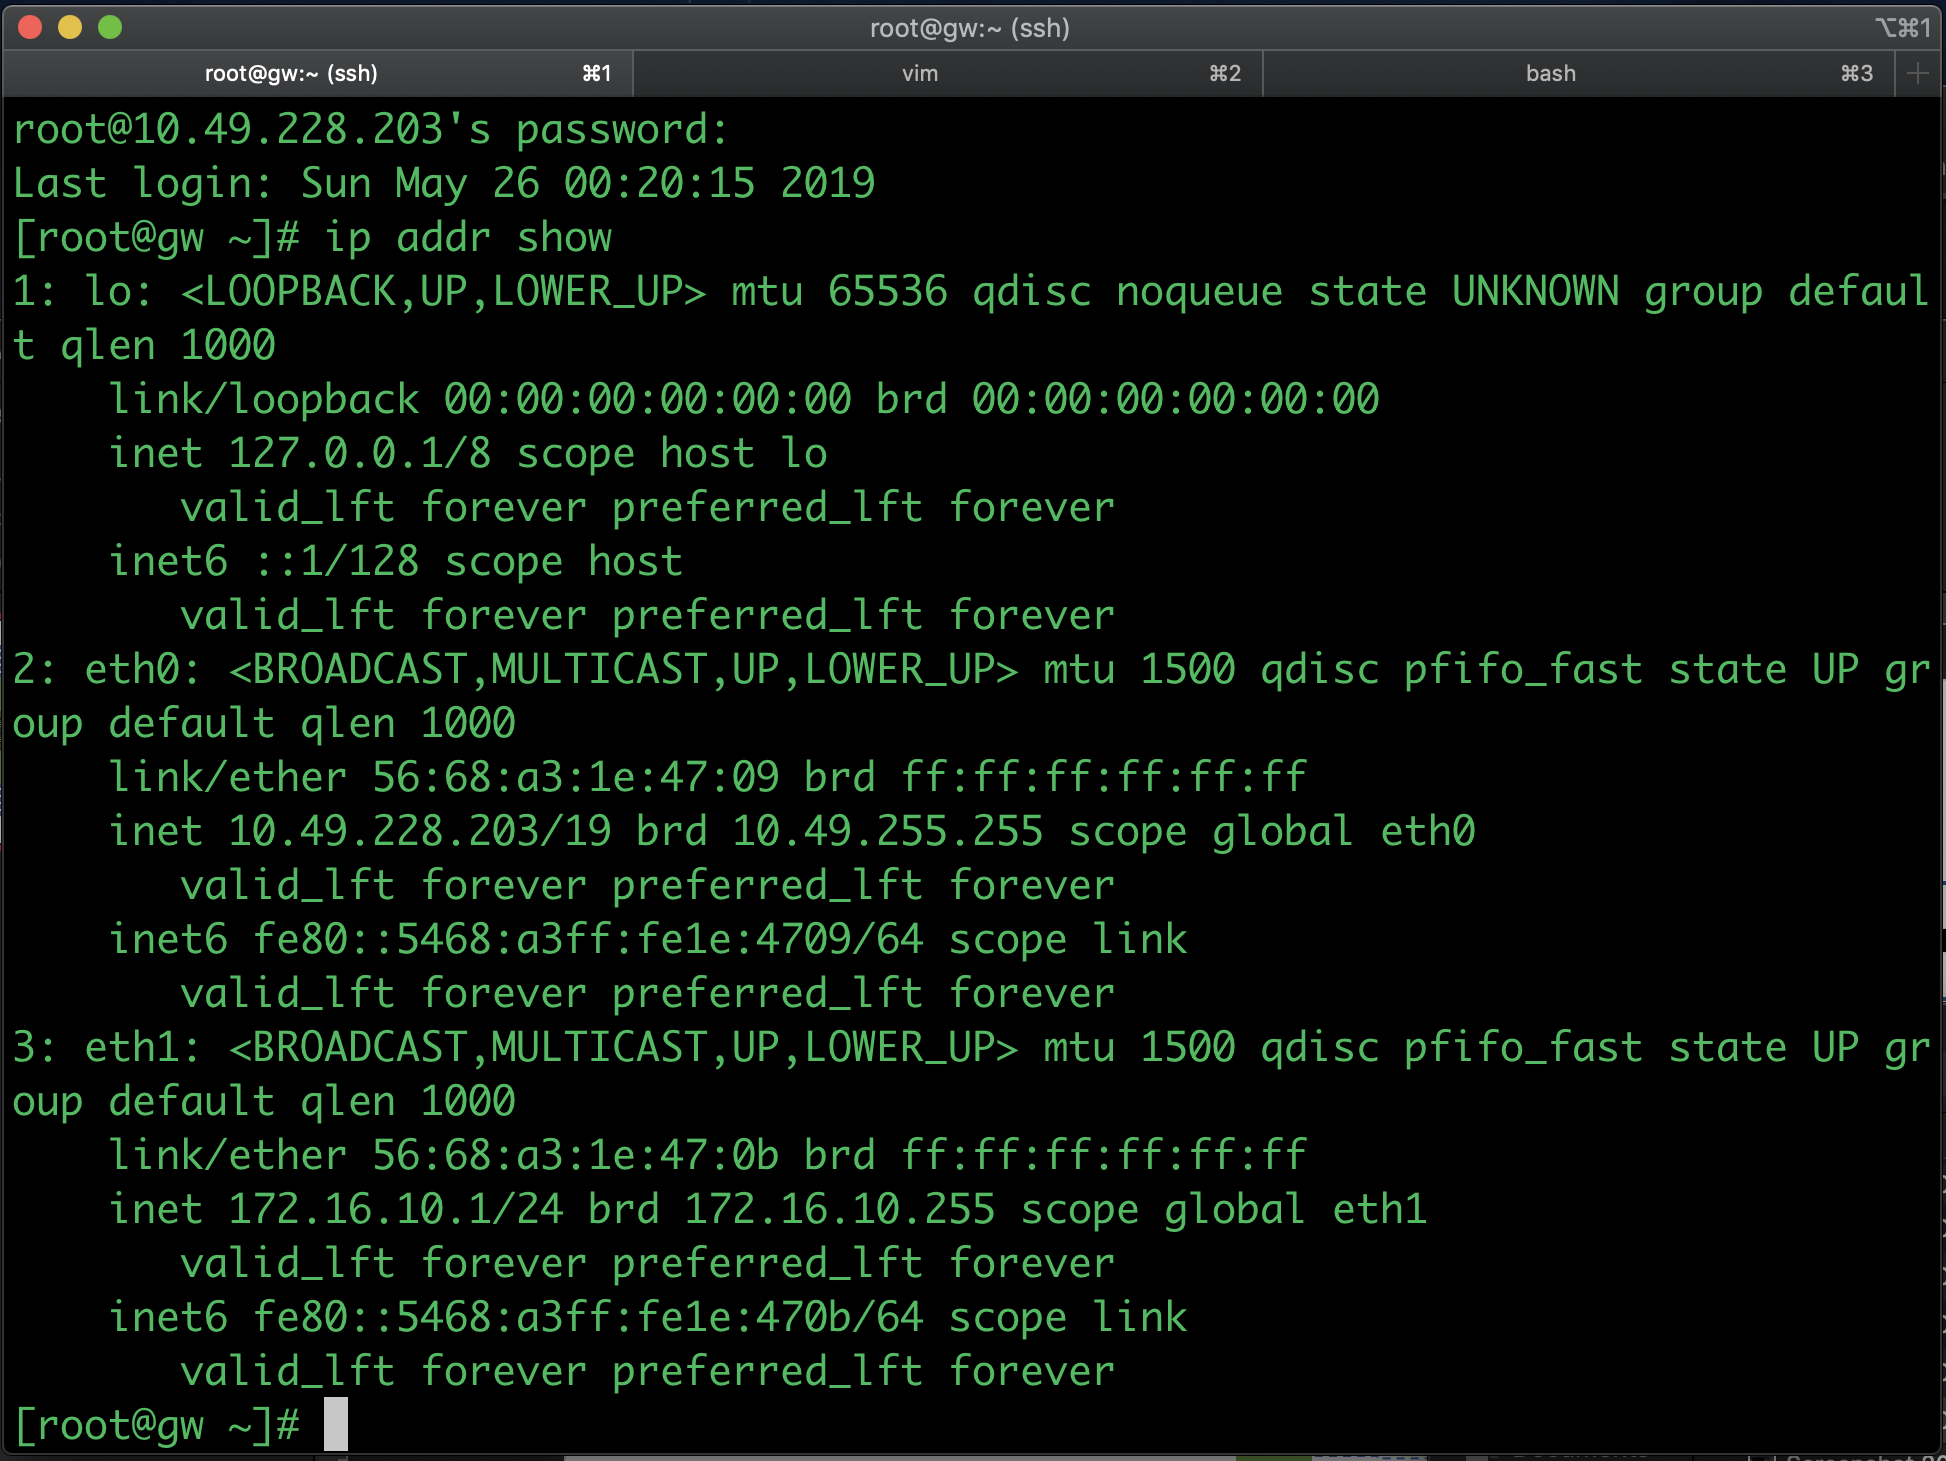 root@gw:~ (ssh) ⌥⌘1
root@gw:~ (ssh) ⌘1 vim ⌘2 bash ⌘3 +
root@10.49.228.203's password:
Last login: Sun May 26 00:20:15 2019
[root@gw ~]# ip addr show
1: lo: <LOOPBACK,UP,LOWER_UP> mtu 65536 qdisc noqueue state UNKNOWN group defaul
t qlen 1000
    link/loopback 00:00:00:00:00:00 brd 00:00:00:00:00:00
    inet 127.0.0.1/8 scope host lo
       valid_lft forever preferred_lft forever
    inet6 ::1/128 scope host
       valid_lft forever preferred_lft forever
2: eth0: <BROADCAST,MULTICAST,UP,LOWER_UP> mtu 1500 qdisc pfifo_fast state UP gr
oup default qlen 1000
    link/ether 56:68:a3:1e:47:09 brd ff:ff:ff:ff:ff:ff
    inet 10.49.228.203/19 brd 10.49.255.255 scope global eth0
       valid_lft forever preferred_lft forever
    inet6 fe80::5468:a3ff:fe1e:4709/64 scope link
       valid_lft forever preferred_lft forever
3: eth1: <BROADCAST,MULTICAST,UP,LOWER_UP> mtu 1500 qdisc pfifo_fast state UP gr
oup default qlen 1000
    link/ether 56:68:a3:1e:47:0b brd ff:ff:ff:ff:ff:ff
    inet 172.16.10.1/24 brd 172.16.10.255 scope global eth1
       valid_lft forever preferred_lft forever
    inet6 fe80::5468:a3ff:fe1e:470b/64 scope link
       valid_lft forever preferred_lft forever
[root@gw ~]#